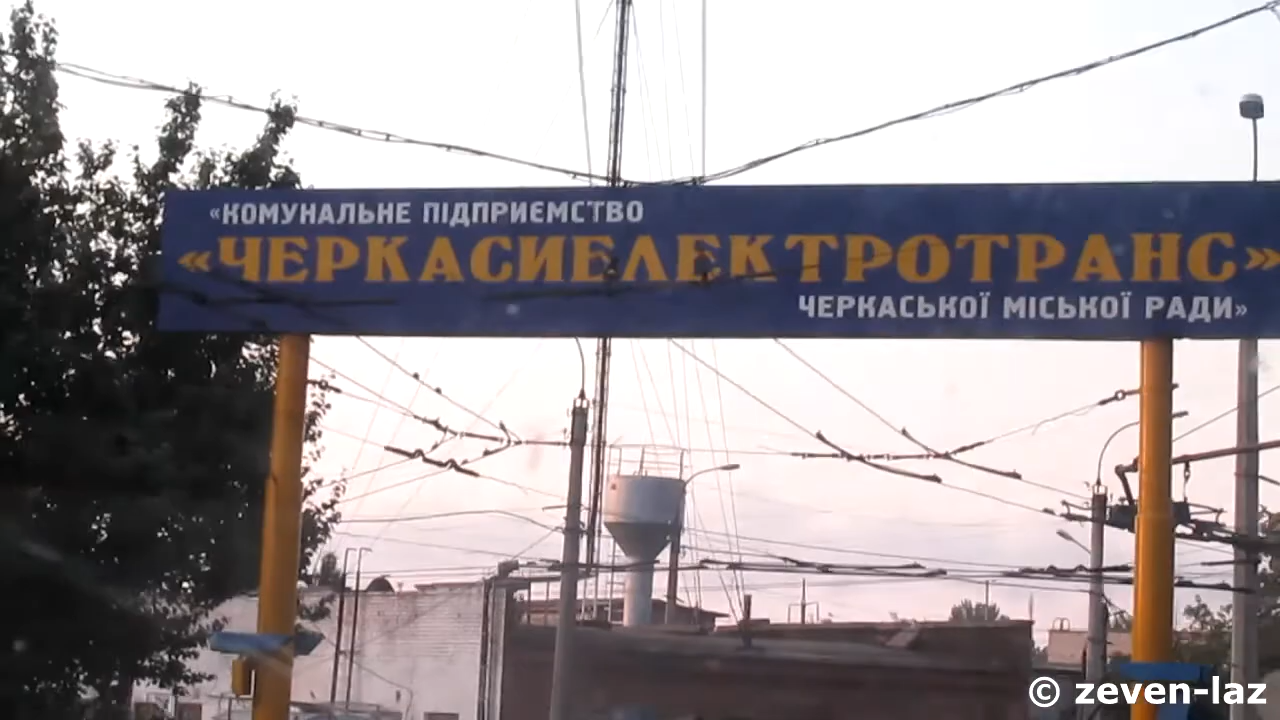 «КОМУНАЛЬНЕ ПІДПРИЄМСТВО
«ЧЕРКАСИЕЛЕКТРОТРАНС»
ЧЕРКАСЬКОЇ МІСЬКОЇ РАДИ»
© zeven-laz